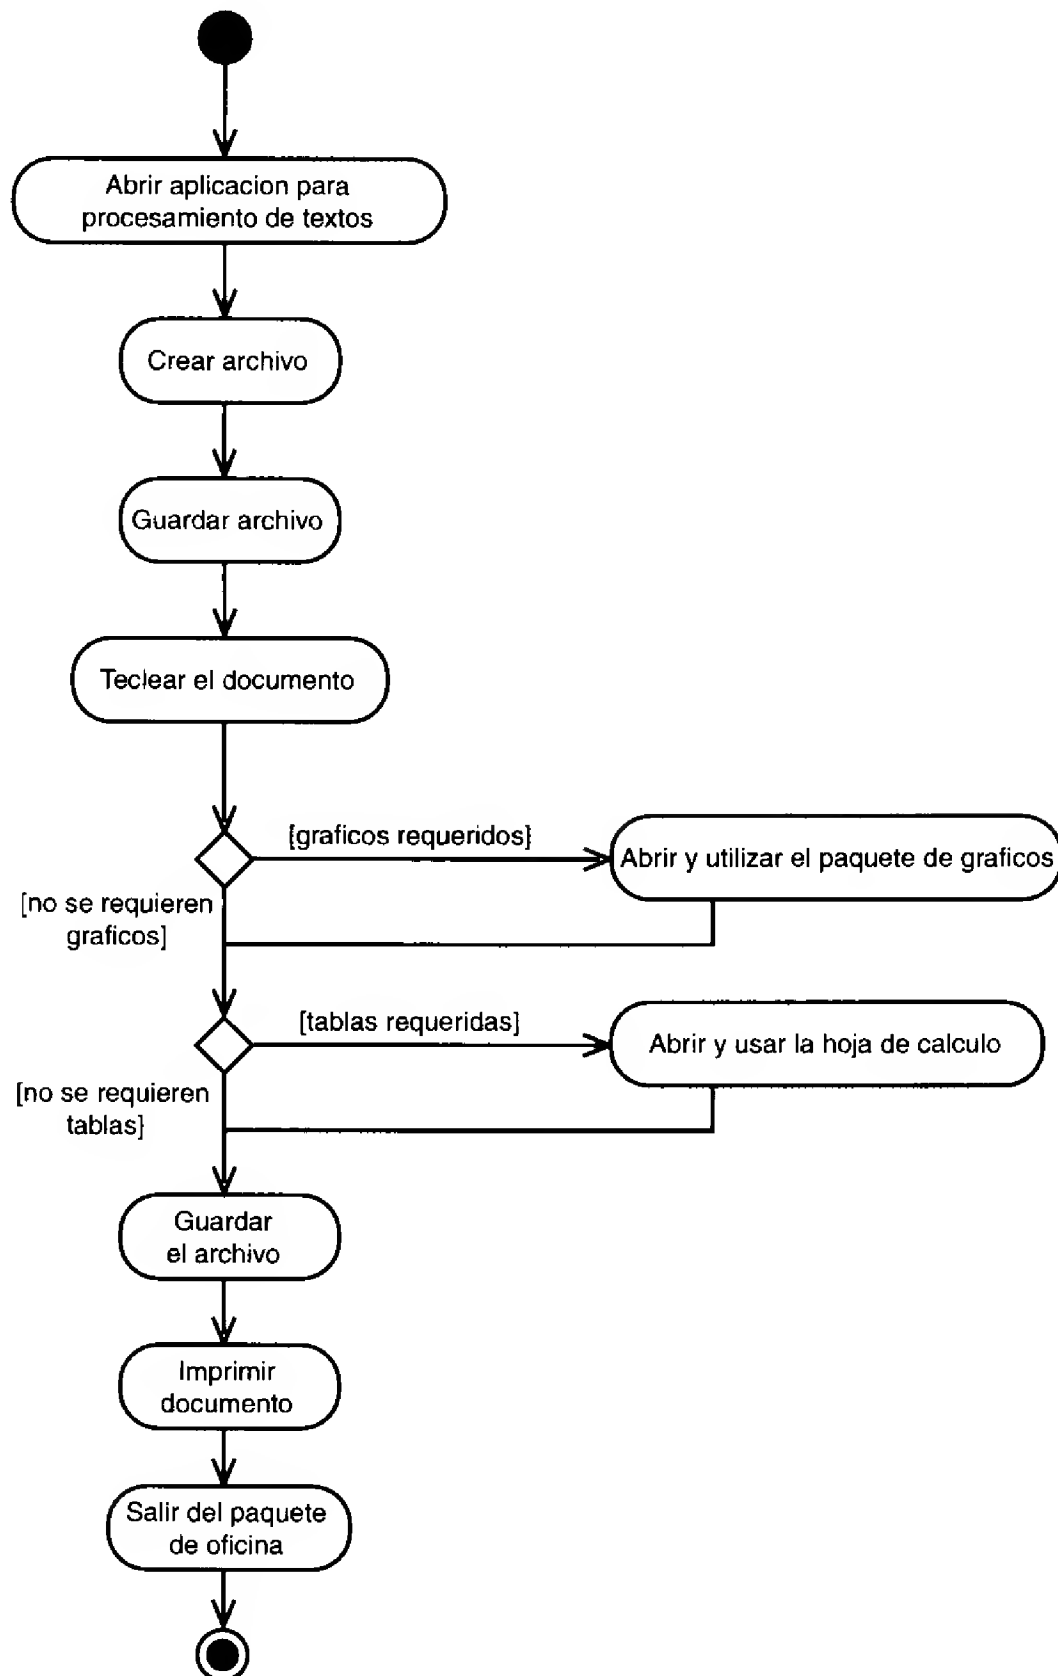 Abrir aplicacion para
procesamiento de textos
Crear archivo
Guardar archivo
Teclear el documento
[graficos requeridos]
Abrir y utilizar el paquete de graficos
[no se requieren
graficos]
[tablas requeridas]
Abrir y usar la hoja de calculo
[no se requieren
tablas]
Guardar
el archivo
Imprimir
documento
Salir del paquete
de oficina